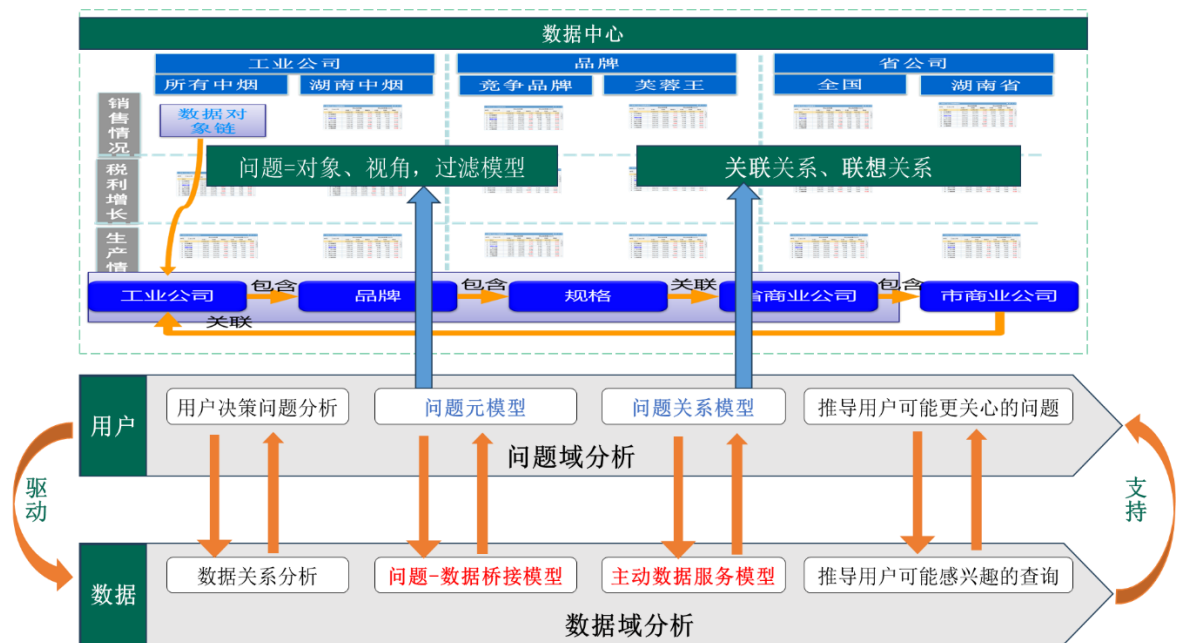 数据中心
工业公司
品牌
省公司
所有中烟
湖南中烟
竞争品牌
芙蓉王
全国
湖南省
销售情况
数据对象链
税利增长
问题=对象、视角，过滤模型
关联关系、联想关系
生产情
工业公司
包含
品牌
包含
规格
关联
省商业公司
包含
市商业公司
关联
用户
用户决策问题分析
问题元模型
问题关系模型
推导用户可能更关心的问题
问题域分析
驱动
支持
数据
数据关系分析
问题-数据桥接模型
主动数据服务模型
推导用户可能感兴趣的查询
数据域分析